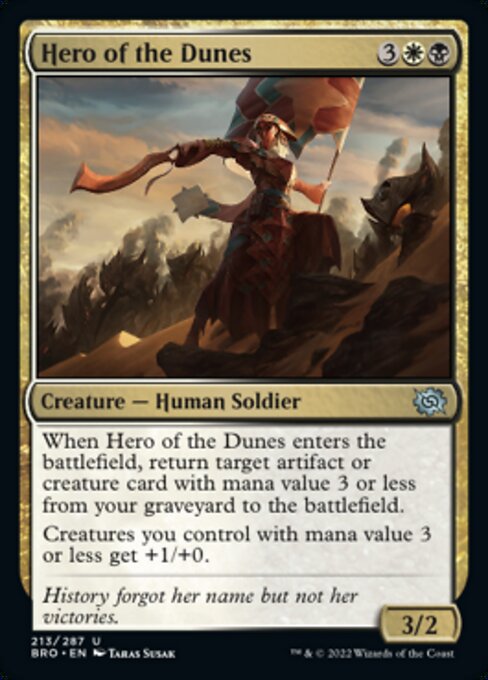 Hero of the Dunes 3
Creature — Human Soldier
When Hero of the Dunes enters the
battlefield, return target artifact or
creature card with mana value 3 or less
from your graveyard to the battlefield.
Creatures you control with mana value 3
or less get +1/+0.
History forgot her name but not her
victories.
3/2
213/287 U
BRO • EN Taras Susak
™ & © 2022 Wizards of the Coast